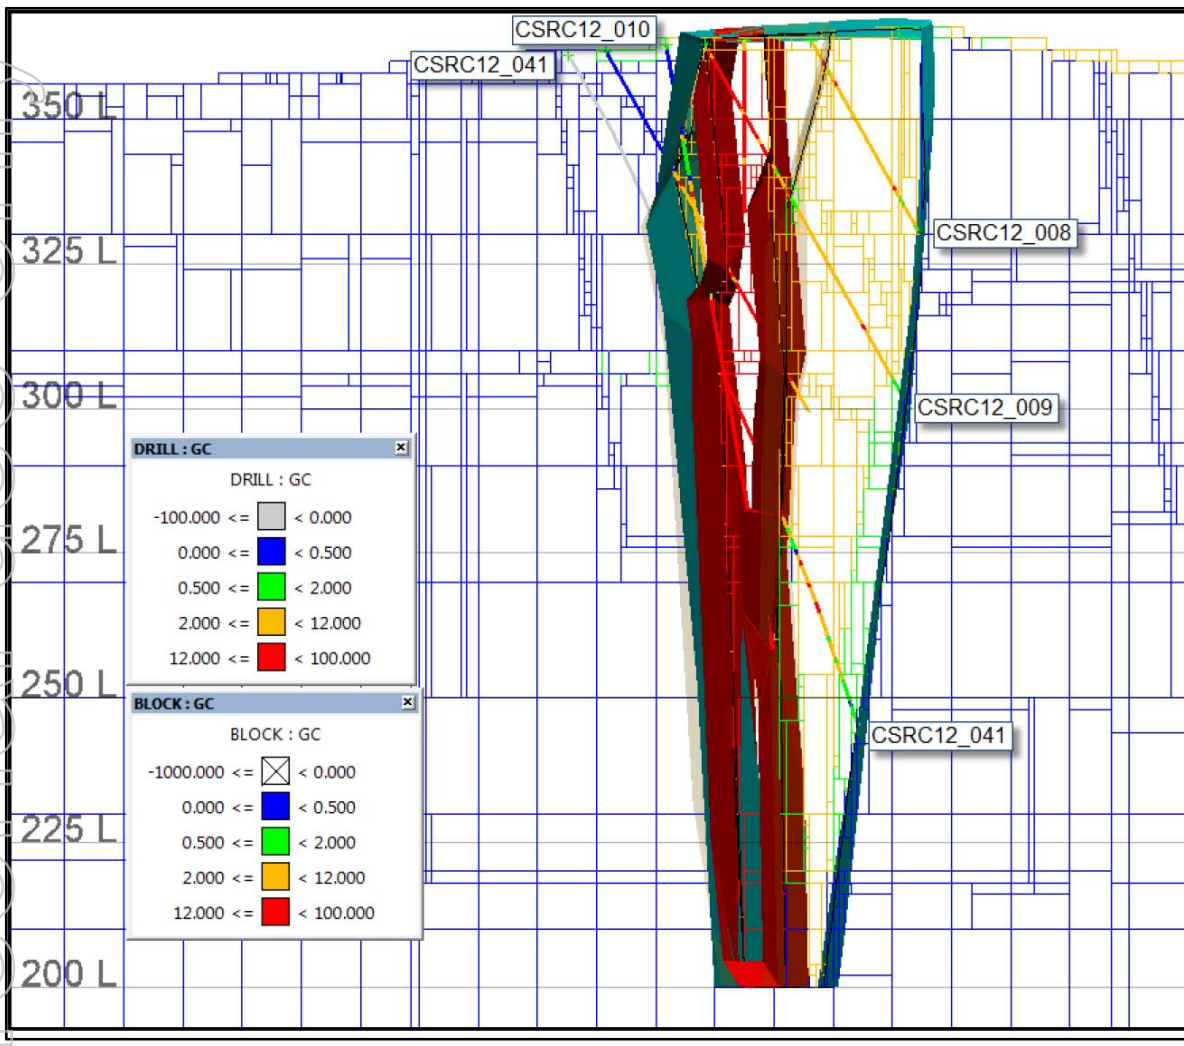 CSRC12_010
CSRC12_041
350 L
325 L
CSRC12_008
300 L
CSRC12_009
DRILL : GC
DRILL : GC
-100.000 <= < 0.000
0.000 <= < 0.500
0.500 <= < 2.000
2.000 <= < 12.000
12.000 <= < 100.000
275 L
250 L
CSRC12_041
BLOCK : GC
BLOCK : GC
-1000.000 <= < 0.000
0.000 <= < 0.500
0.500 <= < 2.000
2.000 <= < 12.000
12.000 <= < 100.000
225 L
200 L